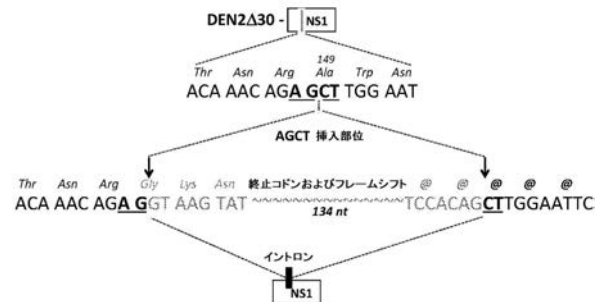 DEN2Δ30 - NS1
149
Thr Asn Arg Ala Trp Asn
ACA AAC AGA GCT TGG AAT
AGCT 挿入部位
Thr Asn Arg Gly Lys Asn 終止コドンおよびフレームシフト @ @ @ @ @
ACA AAC AGA GGT AAG TAT 134 nt TCCACAGCTTGGAATTC
イントロン
NS1